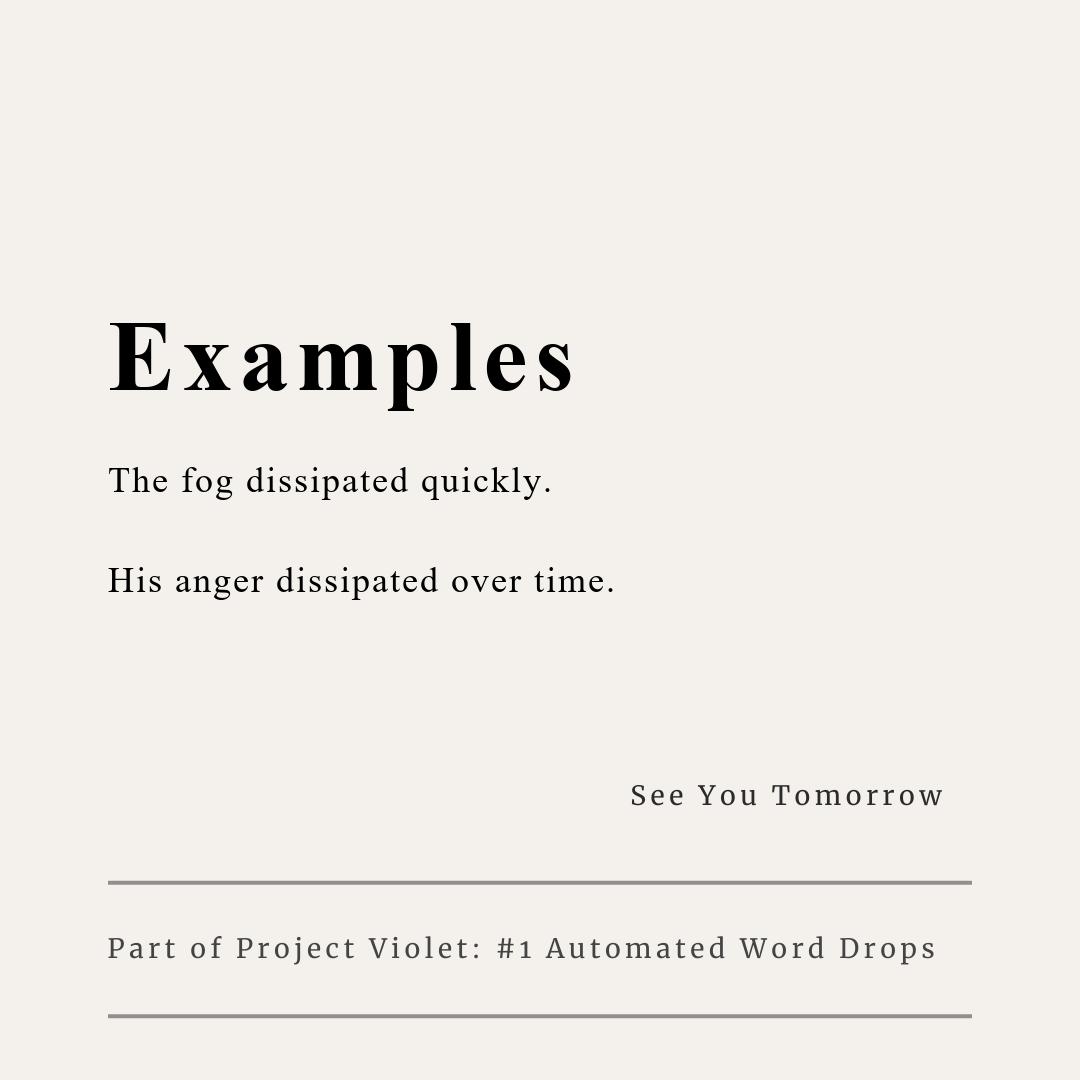 Examples
The fog dissipated quickly.
His anger dissipated over time.
See You Tomorrow
Part of Project Violet: #1 Automated Word Drops